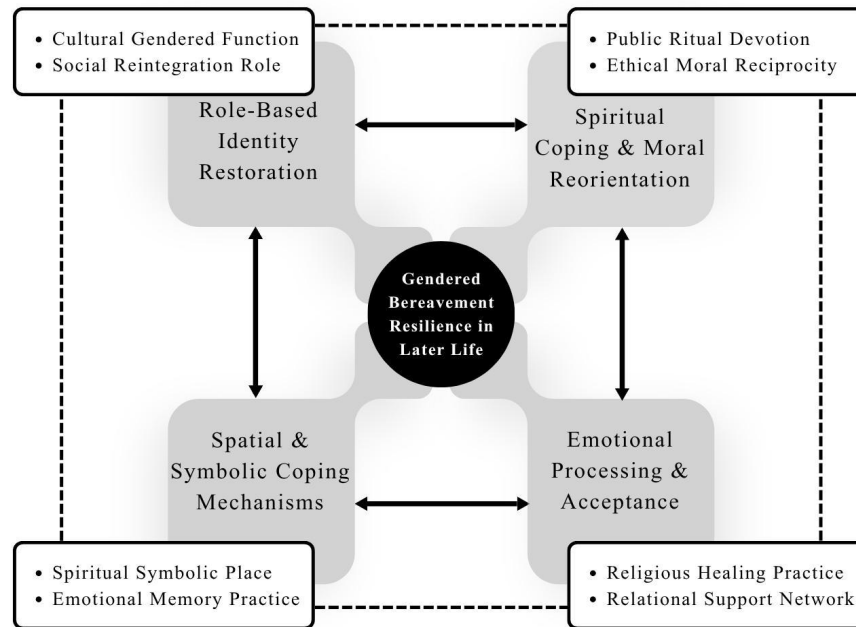 • Cultural Gendered Function
• Social Reintegration Role
• Public Ritual Devotion
• Ethical Moral Reciprocity
Role-Based
Identity
Restoration
Spiritual
Coping & Moral
Reorientation
Gendered
Bereavement
Resilience in
Later Life
Spatial &
Symbolic Coping
Mechanisms
Emotional
Processing &
Acceptance
• Spiritual Symbolic Place
• Emotional Memory Practice
• Religious Healing Practice
• Relational Support Network